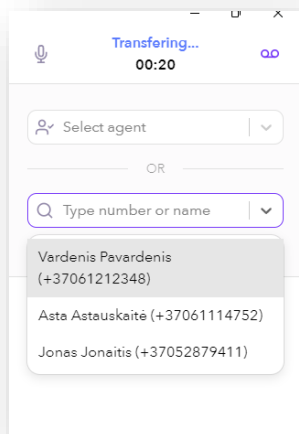 Transfering...
00:20
Select agent
OR
Type number or name
Vardenis Pavardenis
(+37061212348)
Asta Astauskaitė (+37061114752)
Jonas Jonaitis (+37052879411)